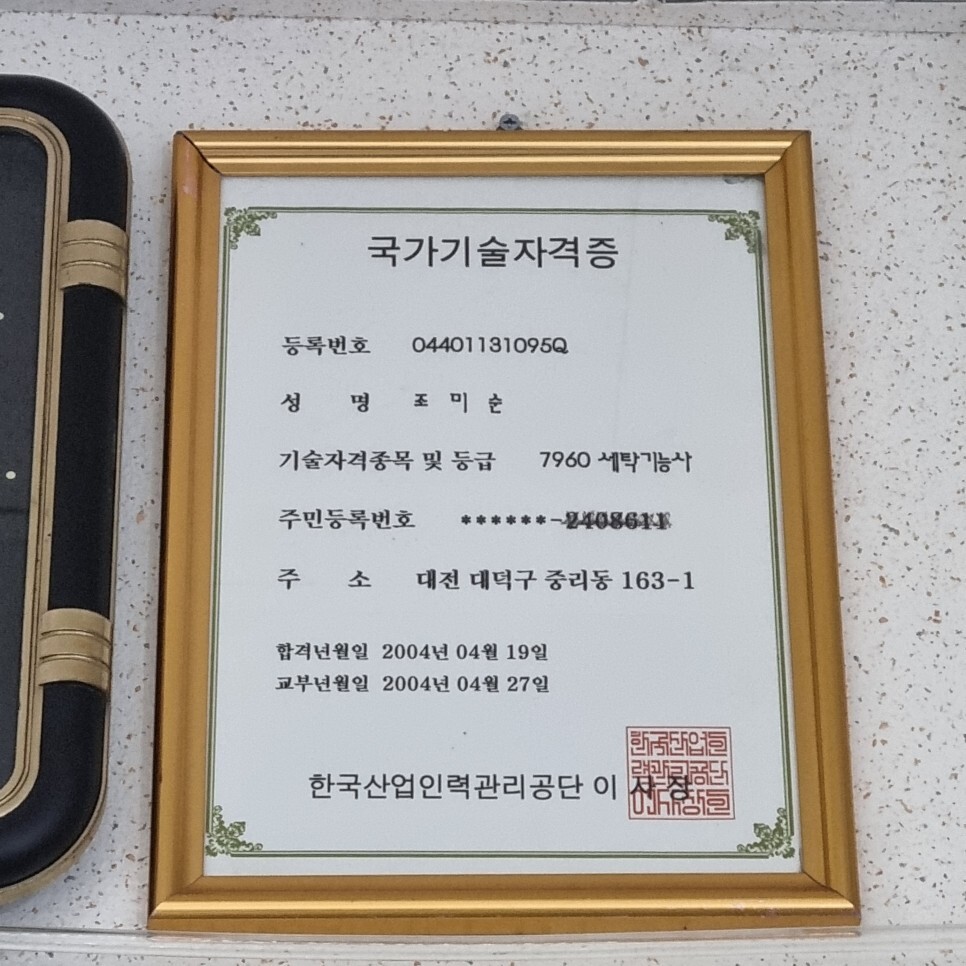 국가기술자격증
등록번호 04401131095Q
성 명 조 미 순
기술자격종목 및 등급 7960 세탁기능사
주민등록번호 ******-
주 소 대전 대덕구 중리동 163-1
합격년월일 2004년 04월 19일
교부년월일 2004년 04월 27일
한국산업인력관리공단 이 사 장